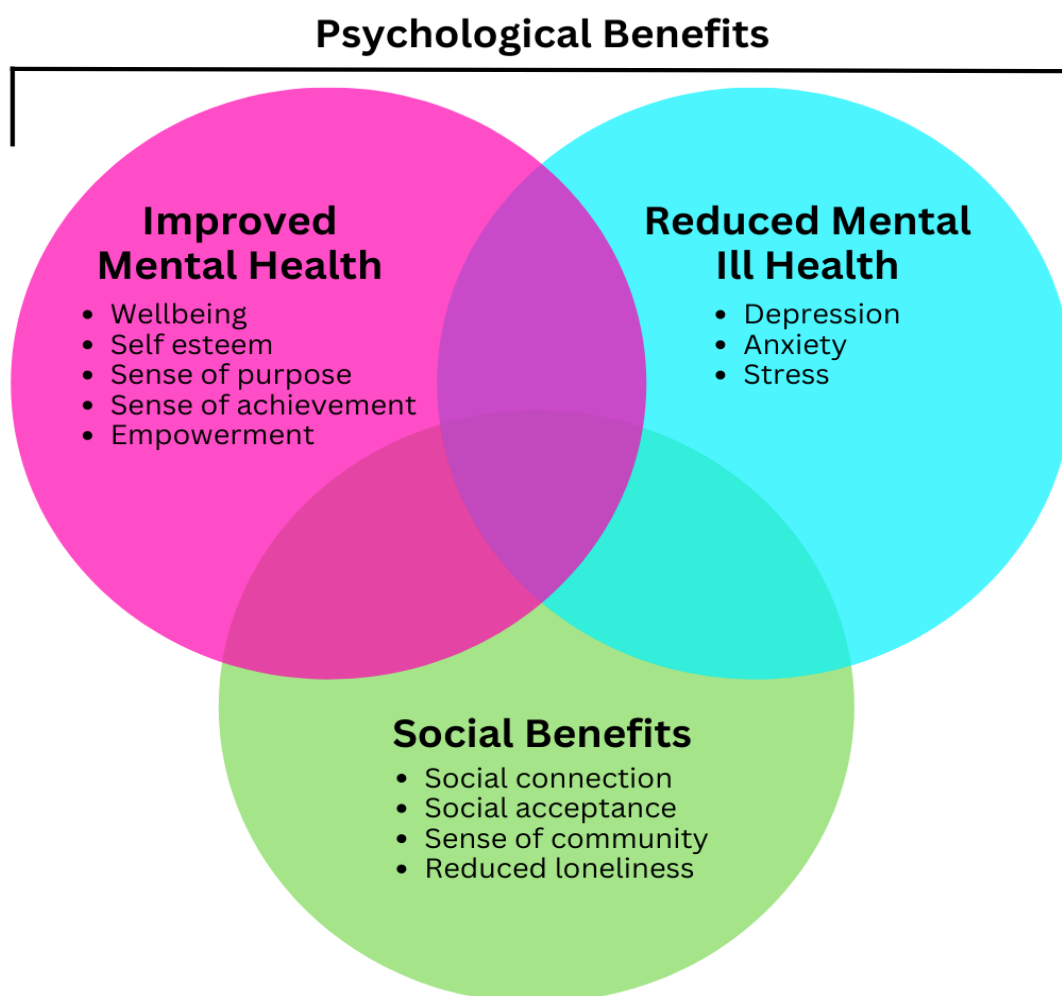 Psychological Benefits
Improved
Mental Health
• Wellbeing
• Self esteem
• Sense of purpose
• Sense of achievement
• Empowerment
Reduced Mental
Ill Health
• Depression
• Anxiety
• Stress
Social Benefits
• Social connection
• Social acceptance
• Sense of community
• Reduced loneliness